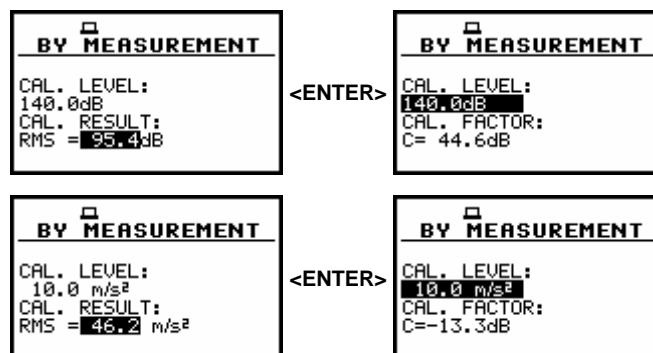 BY MEASUREMENT
CAL. LEVEL:
140.0dB
CAL. RESULT:
RMS = 95.4dB
<ENTER>
BY MEASUREMENT
CAL. LEVEL:
140.0dB
CAL. FACTOR:
C= 44.6dB
BY MEASUREMENT
CAL. LEVEL:
10.0 m/s²
CAL. RESULT:
RMS = 46.2 m/s²
<ENTER>
BY MEASUREMENT
CAL. LEVEL:
10.0 m/s²
CAL. FACTOR:
C=-13.3dB